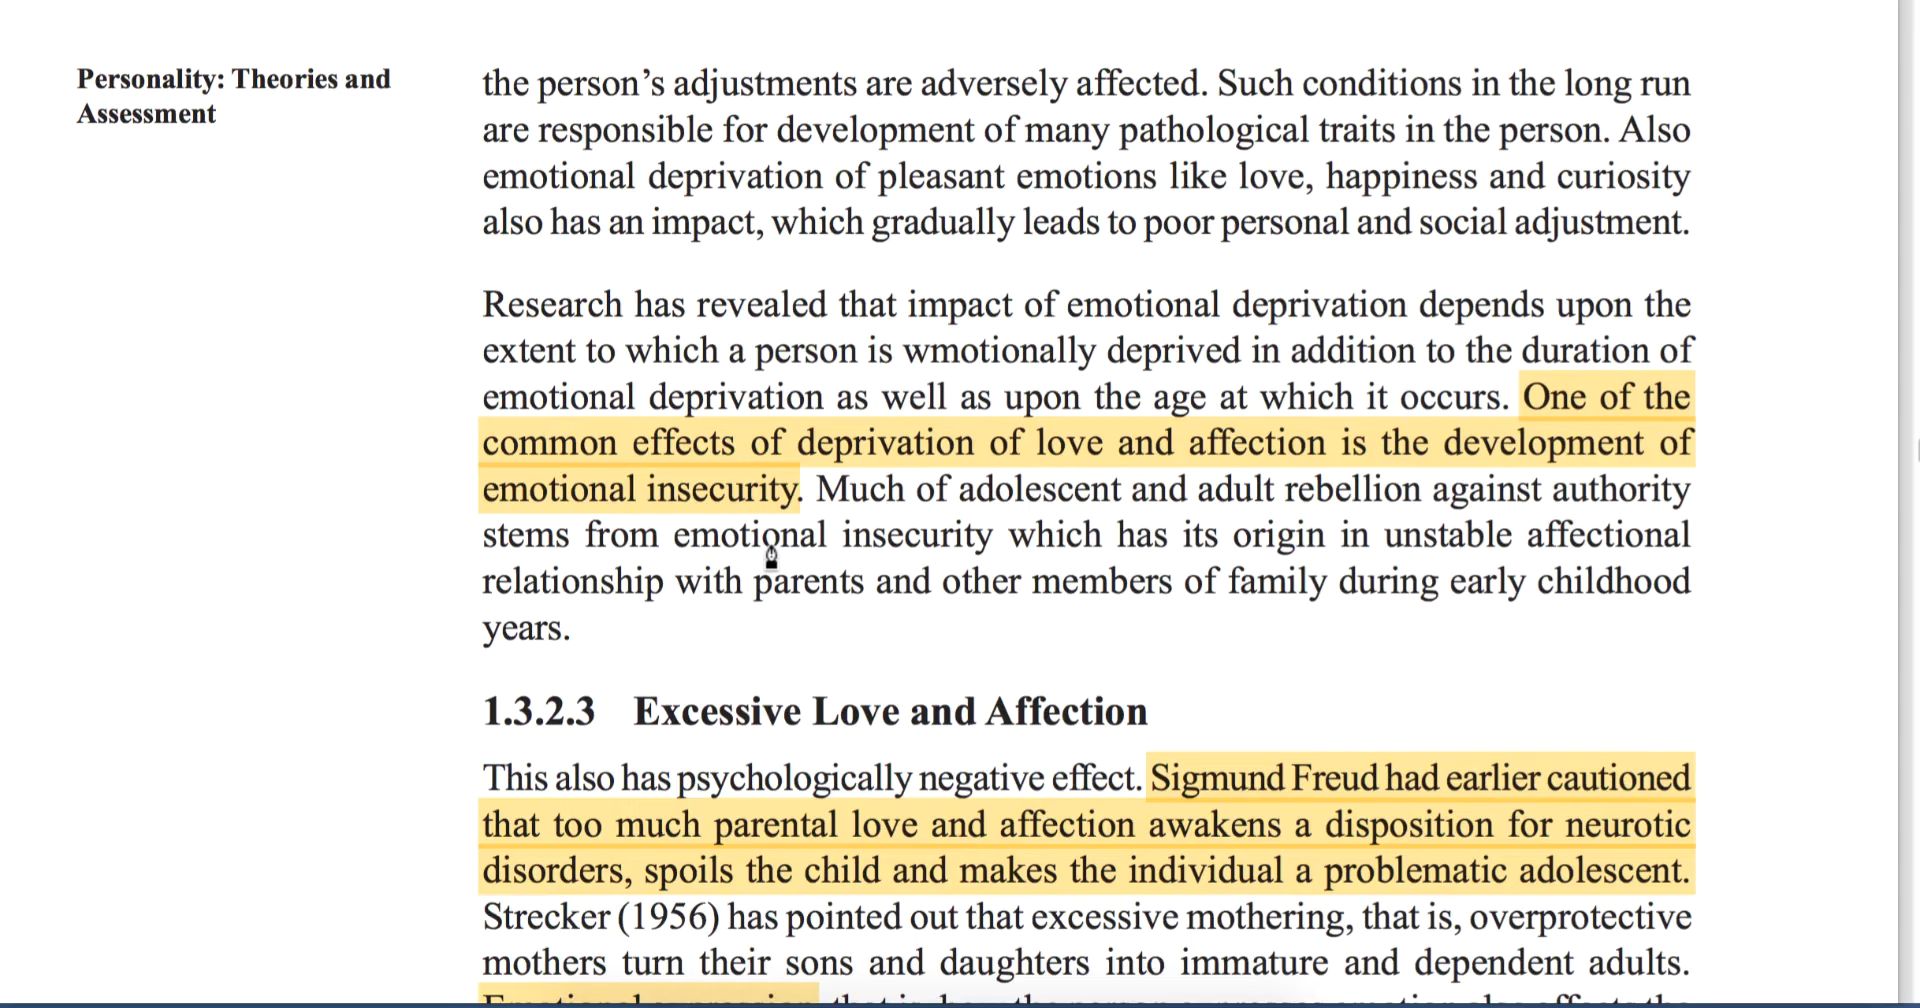 Personality: Theories and
Assessment
the person’s adjustments are adversely affected. Such conditions in the long run
are responsible for development of many pathological traits in the person. Also
emotional deprivation of pleasant emotions like love, happiness and curiosity
also has an impact, which gradually leads to poor personal and social adjustment.
Research has revealed that impact of emotional deprivation depends upon the
extent to which a person is wmotionally deprived in addition to the duration of
emotional deprivation as well as upon the age at which it occurs. One of the
common effects of deprivation of love and affection is the development of
emotional insecurity. Much of adolescent and adult rebellion against authority
stems from emotional insecurity which has its origin in unstable affectional
relationship with parents and other members of family during early childhood
years.
1.3.2.3 Excessive Love and Affection
This also has psychologically negative effect. Sigmund Freud had earlier cautioned
that too much parental love and affection awakens a disposition for neurotic
disorders, spoils the child and makes the individual a problematic adolescent.
Strecker (1956) has pointed out that excessive mothering, that is, overprotective
mothers turn their sons and daughters into immature and dependent adults.